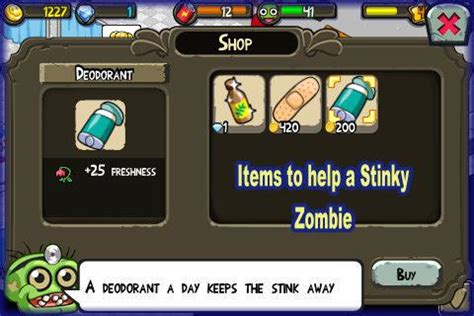 1227
1
12
41
SHOP
DEODORANT
+25 FRESHNESS
1
420
200
Items to help a Stinky
Zombie
A DEODORANT A DAY KEEPS THE STINK AWAY
BUY